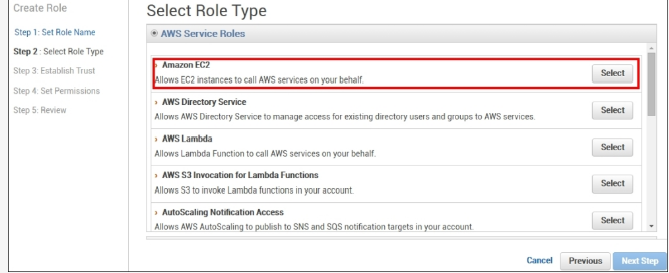 Create Role
Step 1: Set Role Name
Step 2 : Select Role Type
Step 3: Establish Trust
Step 4: Set Permissions
Step 5: Review
Select Role Type
AWS Service Roles
Amazon EC2
Allows EC2 instances to call AWS services on your behalf.
Select
AWS Directory Service
Allows AWS Directory Service to manage access for existing directory users and groups to AWS services.
Select
AWS Lambda
Allows Lambda Function to call AWS services on your behalf.
Select
AWS S3 Invocation for Lambda Functions
Allows S3 to invoke Lambda functions in your account.
Select
AutoScaling Notification Access
Allows AWS AutoScaling to publish to SNS and SQS notification targets in your account.
Select
Cancel Previous Next Step